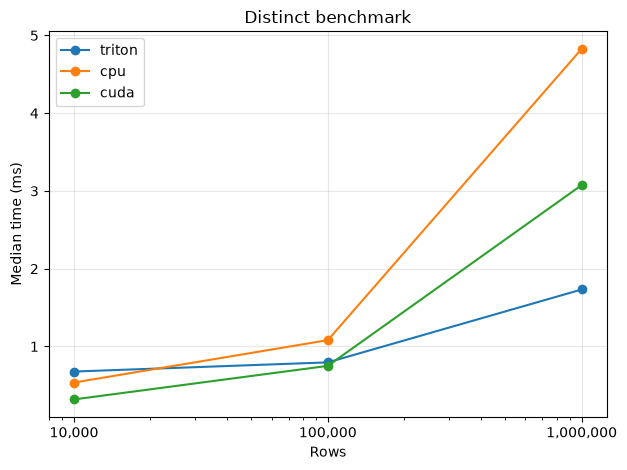 Distinct benchmark
triton
cpu
cuda
Median time (ms)
5
4
3
2
1
10,000
100,000
1,000,000
Rows